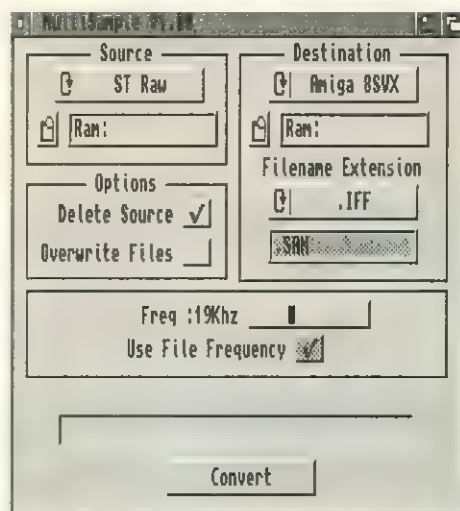 MultiSample
Source
ST Raw
Ram:
Options
Delete Source
Overwrite Files
Destination
Amiga 8SVX
Ram:
Filename Extension
.IFF
.SAM
Freq :19Khz
Use File Frequency
Convert